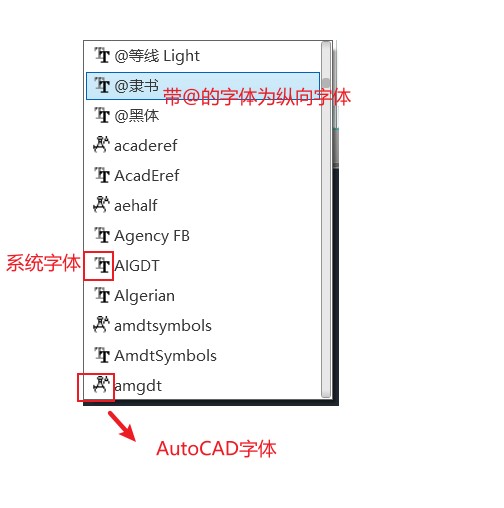 @等线 Light
@隶书
带@的字体为纵向字体
@黑体
acaderef
AcadEref
aehalf
Agency FB
系统字体
AIGDT
Algerian
amdtsymbols
AmdtSymbols
amgdt
AutoCAD字体